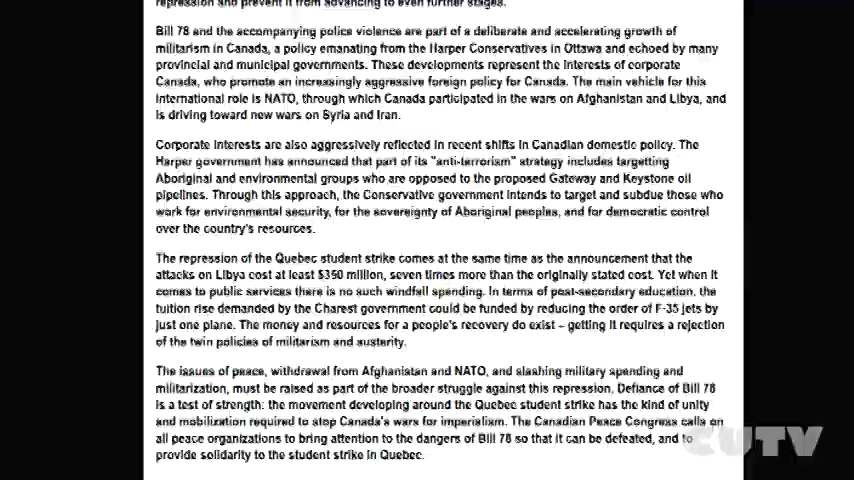 repression and prevent it from advancing to even further stages.
Bill 78 and the accompanying police violence are part of a deliberate and accelerating growth of
militarism in Canada, a policy emanating from the Harper Conservatives in Ottawa and echoed by many
provincial and municipal governments. These developments represent the interests of corporate
Canada, who promote an increasingly aggressive foreign policy for Canada. The main vehicle for this
international role is NATO, through which Canada participated in the wars on Afghanistan and Libya, and
is driving toward new wars on Syria and Iran.
Corporate interests are also aggressively reflected in recent shifts in Canadian domestic policy. The
Harper government has announced that part of its "anti-terrorism" strategy includes targetting
Aboriginal and environmental groups who are opposed to the proposed Gateway and Keystone oil
pipelines. Through this approach, the Conservative government intends to target and subdue those who
work for environmental security, for the sovereignty of Aboriginal peoples, and for democratic control
over the country's resources.
The repression of the Quebec student strike comes at the same time as the announcement that the
attacks on Libya cost at least $350 million, seven times more than the originally stated cost. Yet when it
comes to public services there is no such windfall spending. In terms of post-secondary education, the
tuition rise demanded by the Charest government could be funded by reducing the order of F-35 jets by
just one plane. The money and resources for a people's recovery do exist – getting it requires a rejection
of the twin policies of militarism and austerity.
The issues of peace, withdrawal from Afghanistan and NATO, and slashing military spending and
militarization, must be raised as part of the broader struggle against this repression. Defiance of Bill 78
is a test of strength: the movement developing around the Quebec student strike has the kind of unity
and mobilization required to stop Canada's wars for imperialism. The Canadian Peace Congress calls on
all peace organizations to bring attention to the dangers of Bill 78 so that it can be defeated, and to
provide solidarity to the student strike in Quebec.
CUTV